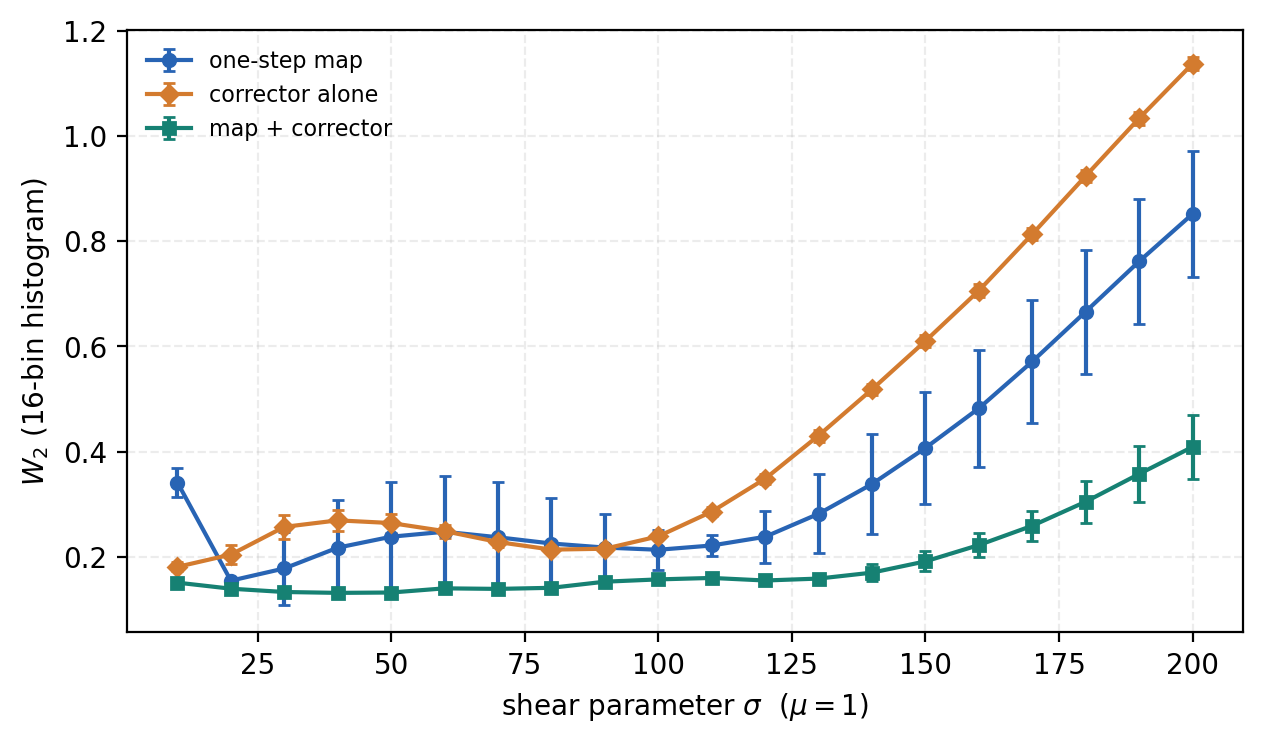 one-step map
corrector alone
map + corrector
1.2
1.0
0.8
0.6
0.4
0.2
W₂ (16-bin histogram)
25 50 75 100 125 150 175 200
shear parameter σ (μ = 1)